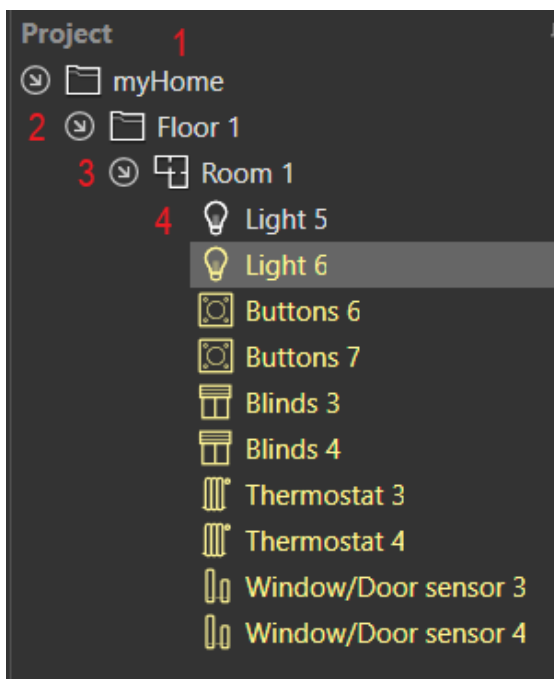 Project 1
myHome
2 Floor 1
3 Room 1
4 Light 5
Light 6
Buttons 6
Buttons 7
Blinds 3
Blinds 4
Thermostat 3
Thermostat 4
Window/Door sensor 3
Window/Door sensor 4